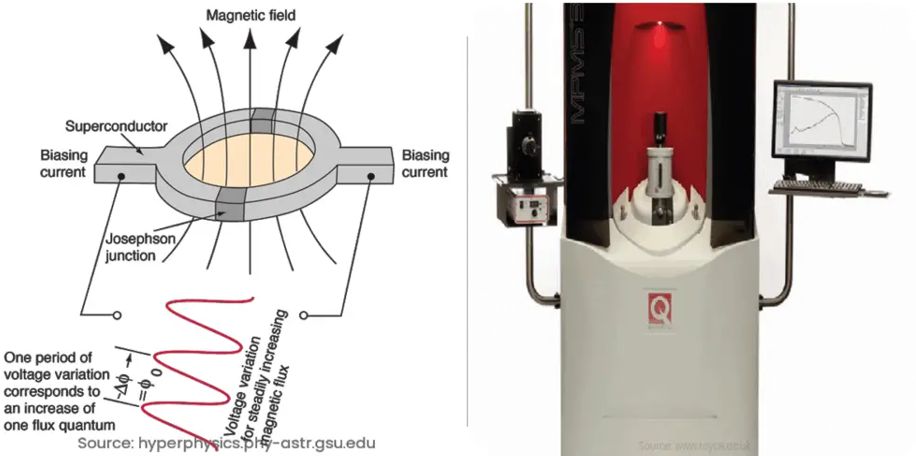 Magnetic field
Superconductor
Biasing
current
Biasing
current
Josephson
junction
One period of
voltage variation
corresponds to
an increase of
one flux quantum
Δϕ
=ϕ0
Voltage variation
for steadily increasing
magnetic flux
Source: hyperphysics.phy-astr.gsu.edu
MPMS 3
Q
Source: